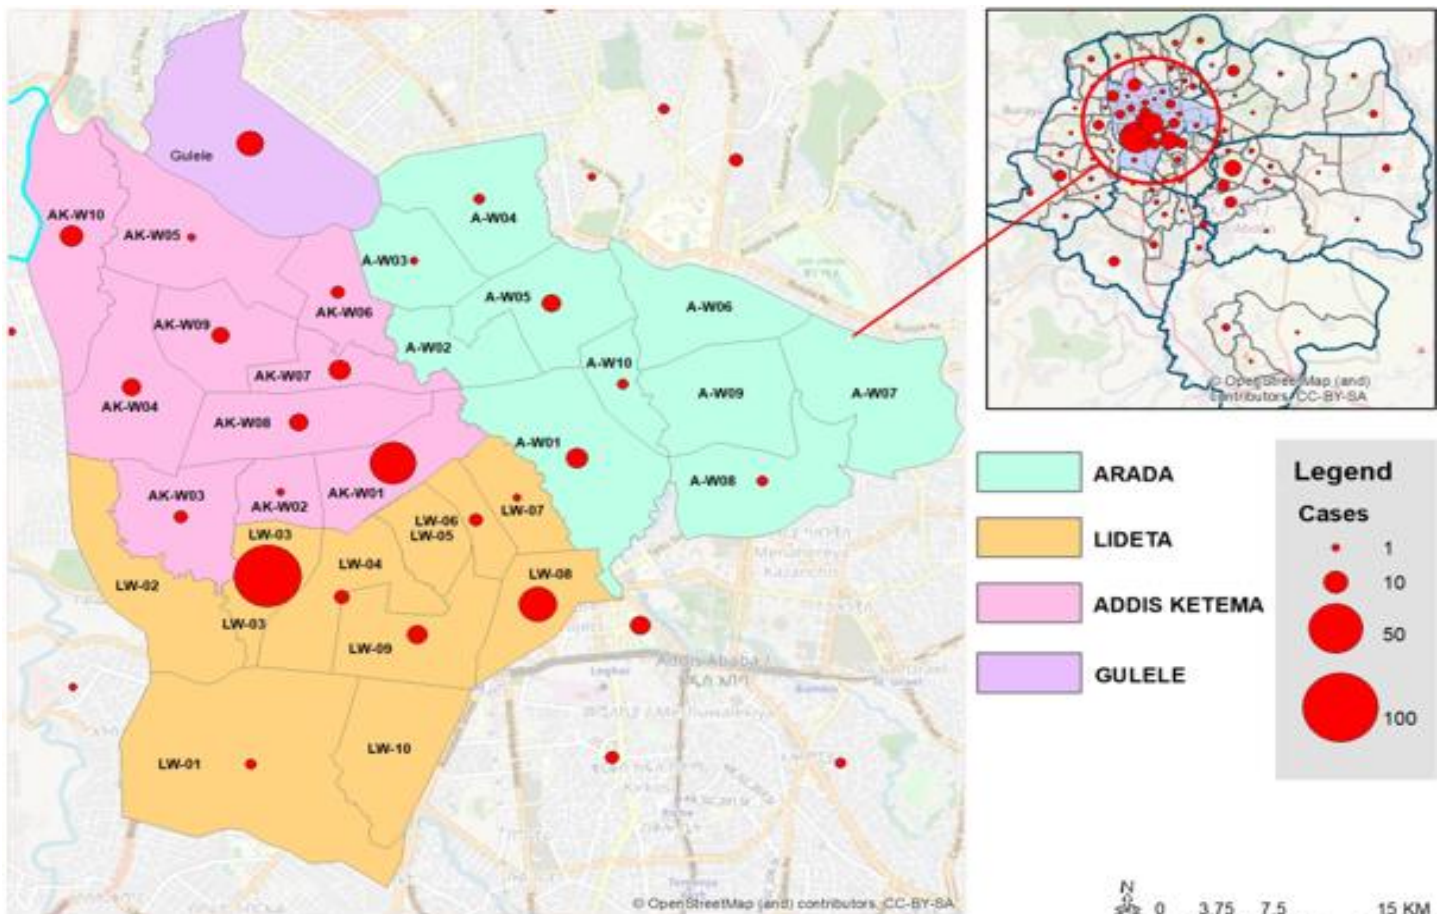 Gulele
AK-W10
AK-W05
A-W04
A-W03
A-W05
A-W06
AK-W06
AK-W09
A-W02
A-W10
AK-W07
A-W09
A-W07
AK-W04
AK-W08
A-W01
A-W08
AK-W03
AK-W02
AK-W01
LW-07
LW-06
LW-05
LW-03
LW-04
LW-02
LW-08
LW-03
LW-09
LW-10
LW-01
Addis Ababa /
አዲስ አበባ
© OpenStreetMap (and) contributors, CC-BY-SA
© OpenStreetMap (and)
contributors, CC-BY-SA
ARADA
LIDETA
ADDIS KETEMA
GULELE
Legend
Cases
1
10
50
100
N
0 3.75 7.5 15 KM